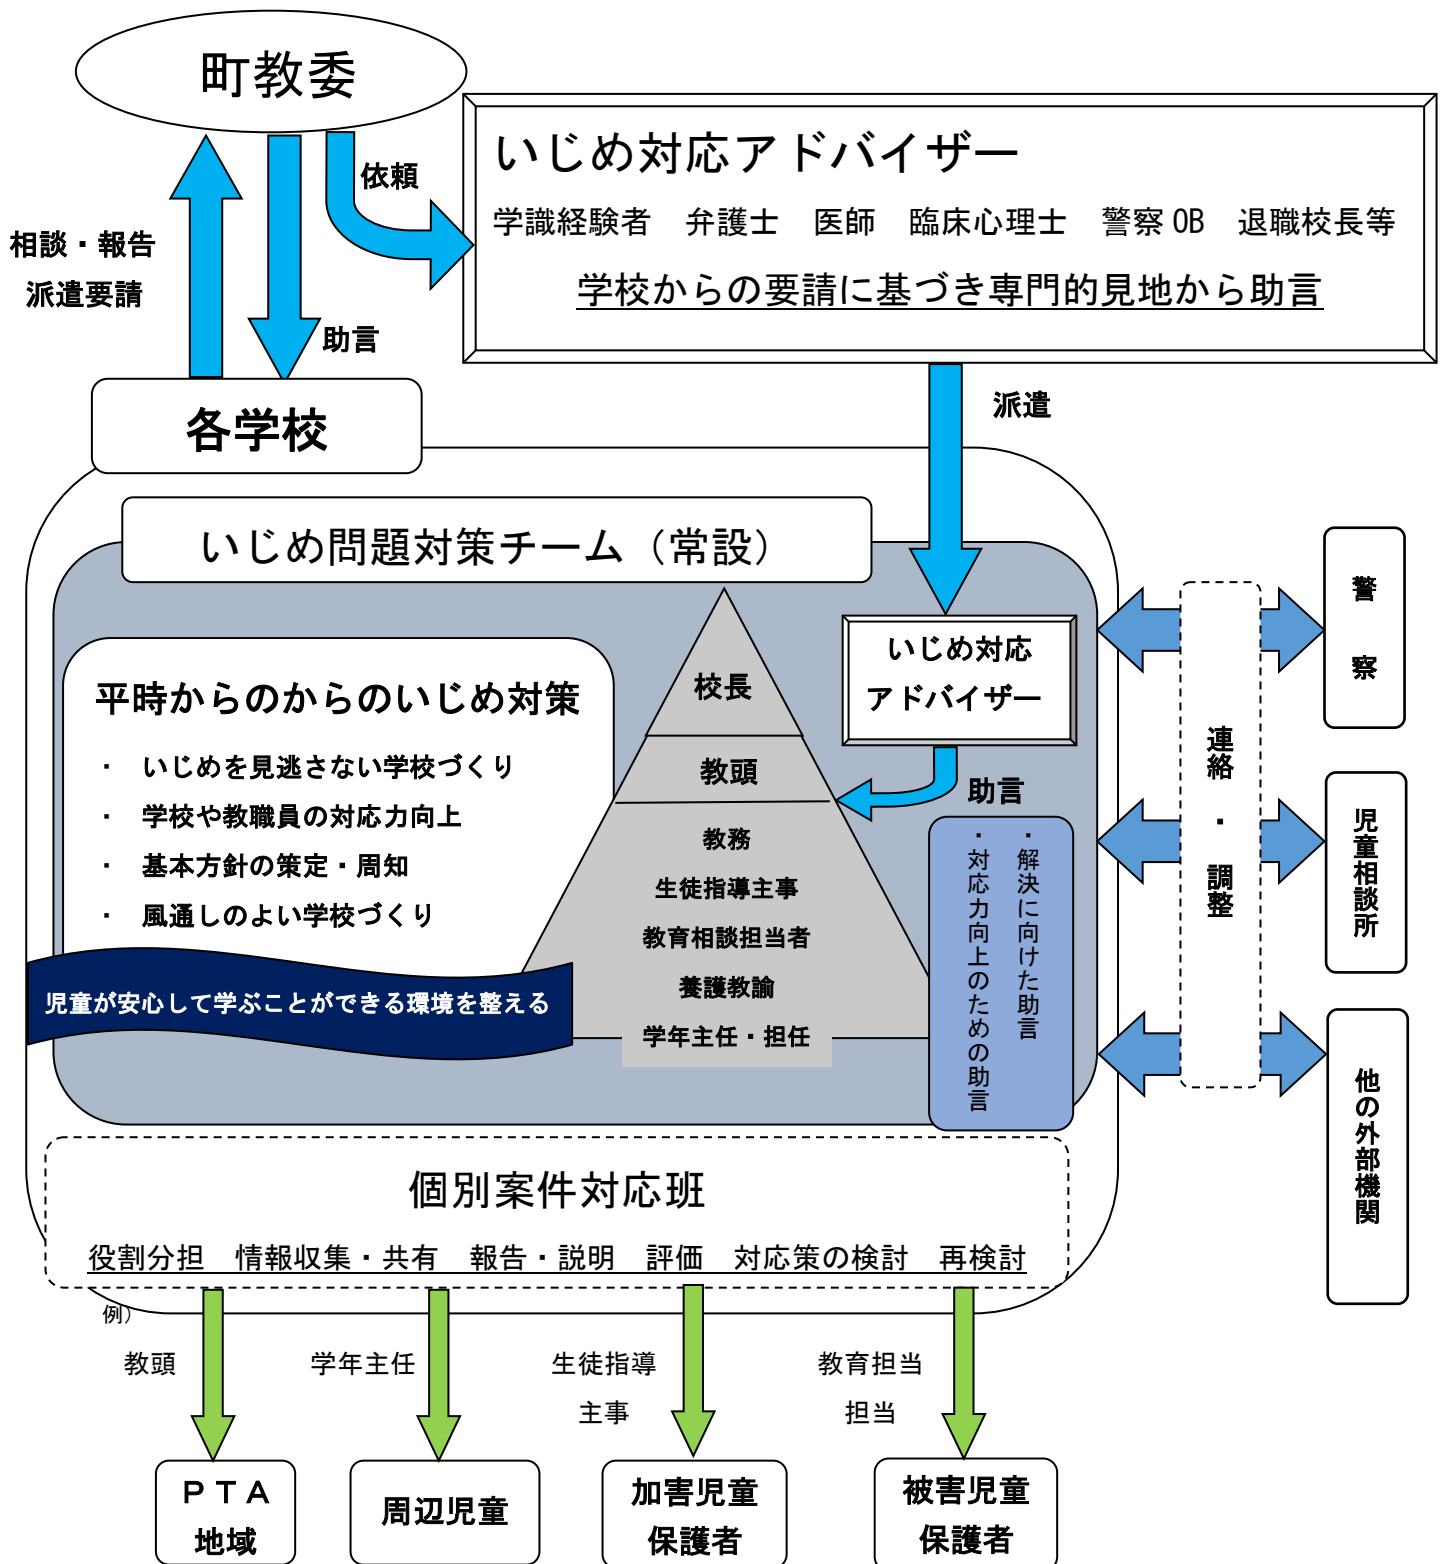 町教委
いじめ対応アドバイザー
学識経験者　弁護士　医師　臨床心理士　警察OB　退職校長等
学校からの要請に基づき専門的見地から助言
依頼
相談・報告
派遣要請
助言
派遣
各学校
いじめ問題対策チーム（常設）
平時からのからのいじめ対策
・　いじめを見逃さない学校づくり
・　学校や教職員の対応力向上
・　基本方針の策定・周知
・　風通しのよい学校づくり
児童が安心して学ぶことができる環境を整える
校長
教頭
教務
生徒指導主事
教育相談担当者
養護教諭
学年主任・担任
いじめ対応
アドバイザー
助言
・解決に向けた助言
・対応力向上のための助言
連絡・調整
警察
児童相談所
他の外部機関
個別案件対応班
役割分担　情報収集・共有　報告・説明　評価　対応策の検討　再検討
例）
教頭
学年主任
生徒指導
主事
教育担当
担当
ＰＴＡ
地域
周辺児童
加害児童
保護者
被害児童
保護者